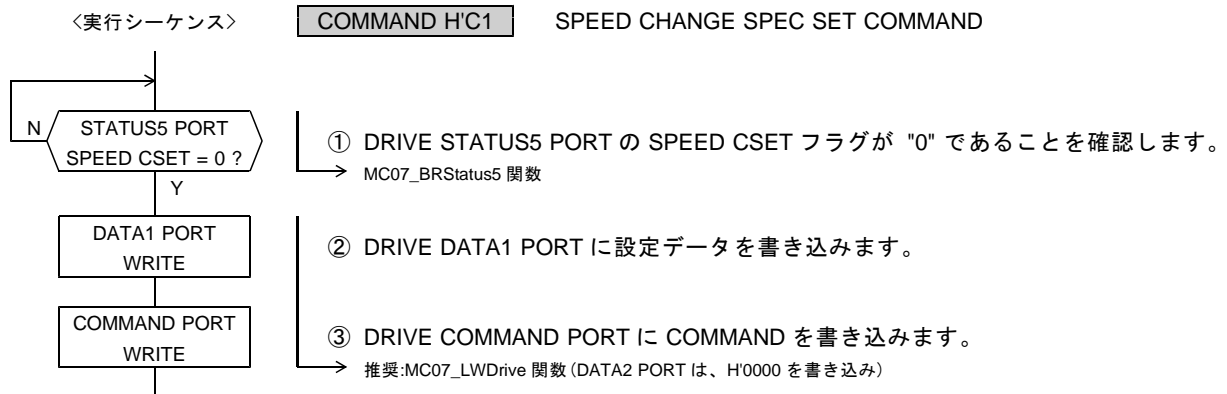 〈実行シーケンス〉 COMMAND H'C1 SPEED CHANGE SPEC SET COMMAND
N
STATUS5 PORT
SPEED CSET = 0 ?
① DRIVE STATUS5 PORT の SPEED CSET フラグが "0" であることを確認します。
MC07_BRStatus5 関数
Y
DATA1 PORT
WRITE
② DRIVE DATA1 PORT に設定データを書き込みます。
COMMAND PORT
WRITE
③ DRIVE COMMAND PORT に COMMAND を書き込みます。
推奨:MC07_LWDrive 関数(DATA2 PORT は、H'0000 を書き込み)